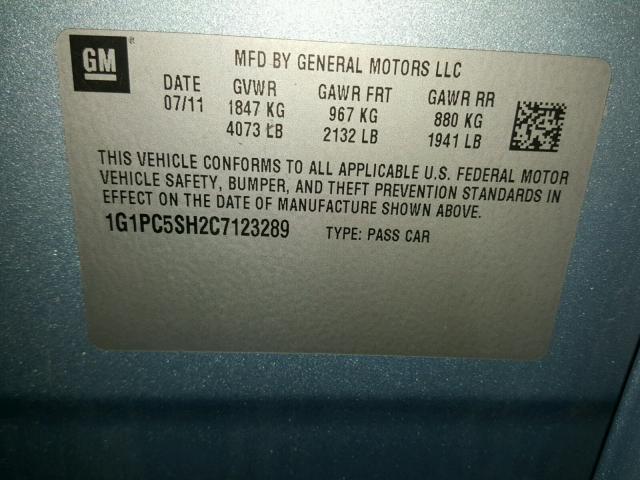 GM
MFD BY GENERAL MOTORS LLC
DATE GVWR GAWR FRT GAWR RR
07/11 1847 KG 967 KG 880 KG
4073 LB 2132 LB 1941 LB
THIS VEHICLE CONFORMS TO ALL APPLICABLE U.S. FEDERAL MOTOR
VEHICLE SAFETY, BUMPER, AND THEFT PREVENTION STANDARDS IN
EFFECT ON THE DATE OF MANUFACTURE SHOWN ABOVE.
1G1PC5SH2C7123289 TYPE: PASS CAR